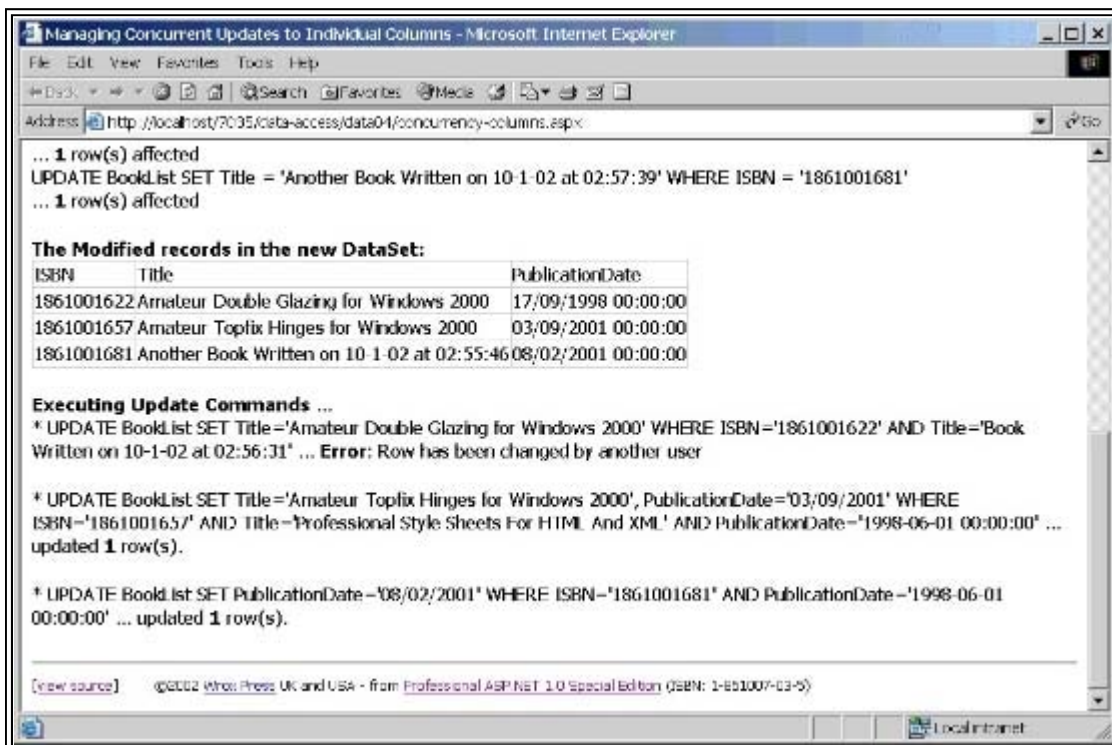 Managing Concurrent Updates to Individual Columns - Microsoft Internet Explorer
File Edit View Favorites Tools Help
Back Search Favorites Media
Address http://localhost/7035/data-access/data04/concurrency-columns.aspx Go
... 1 row(s) affected
UPDATE BookList SET Title = 'Another Book Written on 10-1-02 at 02:57:39' WHERE ISBN = '1861001681'
... 1 row(s) affected
The Modified records in the new DataSet:
ISBN Title PublicationDate
1861001622 Amateur Double Glazing for Windows 2000 17/09/1998 00:00:00
1861001657 Amateur Topfix Hinges for Windows 2000 03/09/2001 00:00:00
1861001681 Another Book Written on 10-1-02 at 02:55:46 08/02/2001 00:00:00
Executing Update Commands ...
* UPDATE BookList SET Title='Amateur Double Glazing for Windows 2000' WHERE ISBN='1861001622' AND Title='Book
Written on 10-1-02 at 02:56:31' ... Error: Row has been changed by another user
* UPDATE BookList SET Title='Amateur Topfix Hinges for Windows 2000', PublicationDate='03/09/2001' WHERE
ISBN='1861001657' AND Title='Professional Style Sheets For HTML And XML' AND PublicationDate='1998-06-01 00:00:00' ...
updated 1 row(s).
* UPDATE BookList SET PublicationDate='08/02/2001' WHERE ISBN='1861001681' AND PublicationDate='1998-06-01
00:00:00' ... updated 1 row(s).
[view source] ©2002 Wrox Press UK and USA - from Professional ASP.NET 1.0 Special Edition (ISBN: 1-861007-03-5)
Local intranet